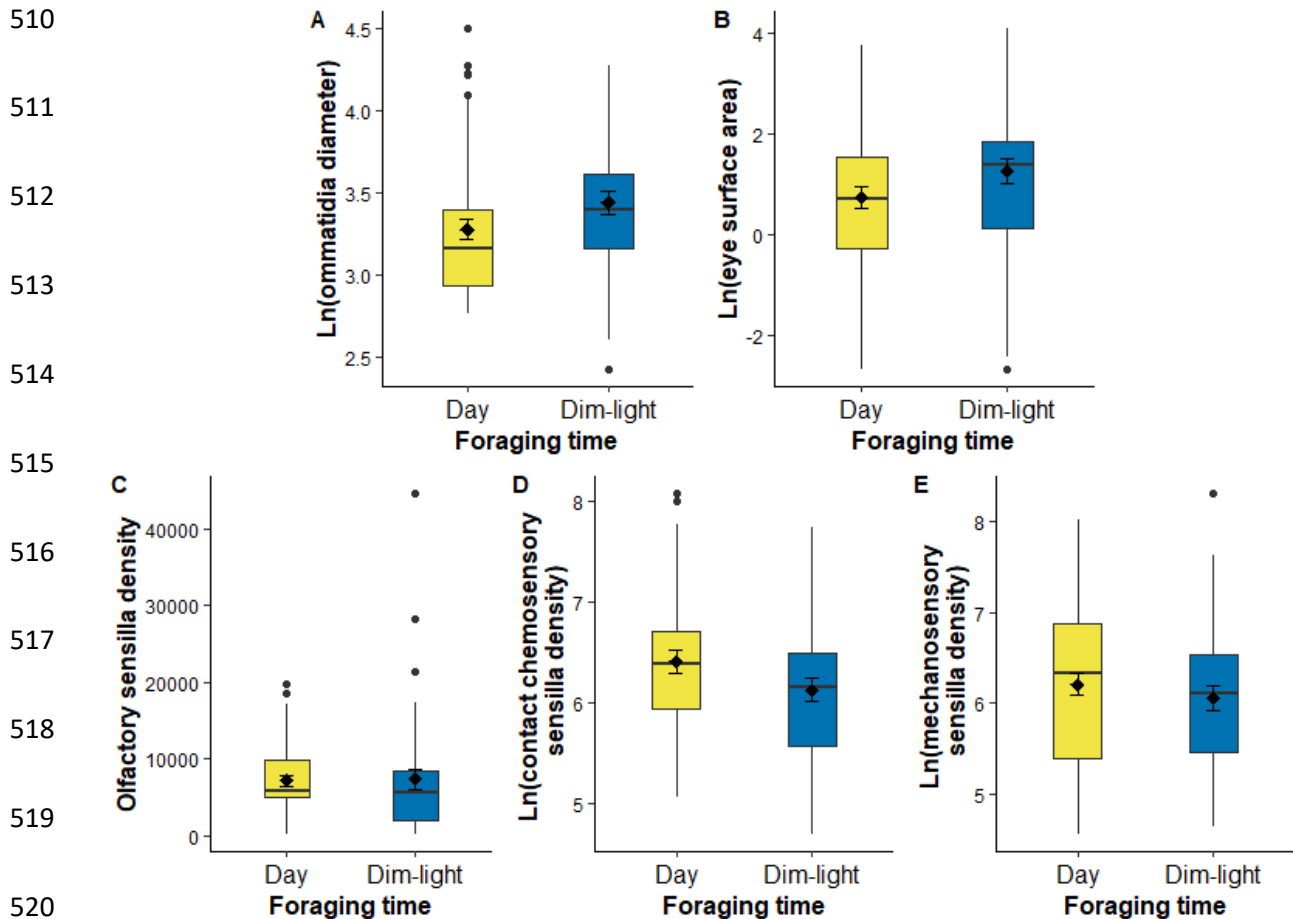 510
511
512
513
514
515
516
517
518
519
520
A
Ln(ommatidia diameter)
4.5
4.0
3.5
3.0
2.5
Day Dim-light
Foraging time
B
Ln(eye surface area)
4
2
0
-2
Day Dim-light
Foraging time
C
Olfactory sensilla density
40000
30000
20000
10000
0
Day Dim-light
Foraging time
D
Ln(contact chemosensory
sensilla density)
8
7
6
5
Day Dim-light
Foraging time
E
Ln(mechanosensory
sensilla density)
8
7
6
5
Day Dim-light
Foraging time